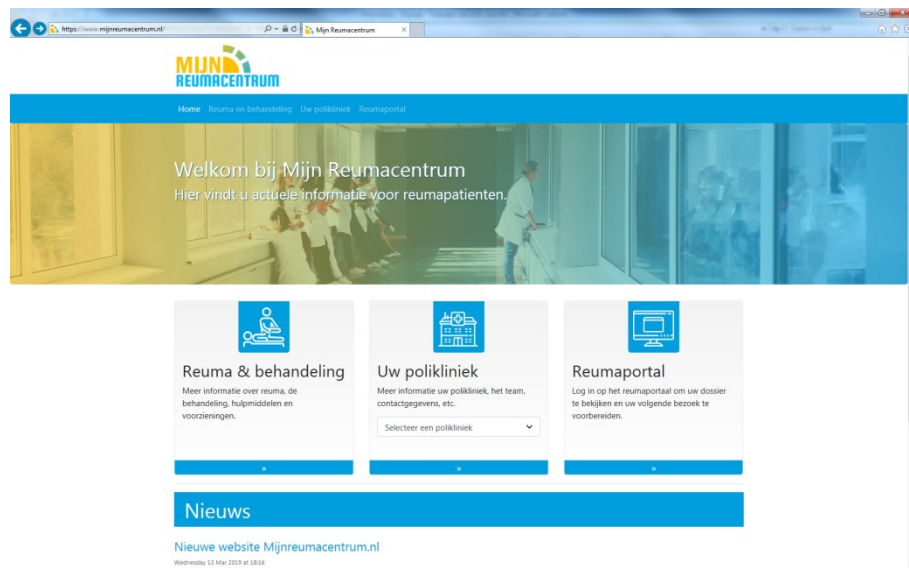 https://www.mijnreumacentrum.nl/
Mijn Reumacentrum
MIJN
REUMACENTRUM
Home Reuma en behandeling Uw polikliniek Reumaportal
Welkom bij Mijn Reumacentrum
Hier vindt u actuele informatie voor reumapatienten.
Reuma & behandeling
Meer informatie over reuma, de
behandeling, hulpmiddelen en
voorzieningen.
»
Uw polikliniek
Meer informatie uw polikliniek, het team,
contactgegevens, etc.
Selecteer een polikliniek
»
Reumaportal
Log in op het reumaportaal om uw dossier
te bekijken en uw volgende bezoek te
voorbereiden.
»
Nieuws
Nieuwe website Mijnreumacentrum.nl
Wednesday 13 Mar 2019 at 18:16